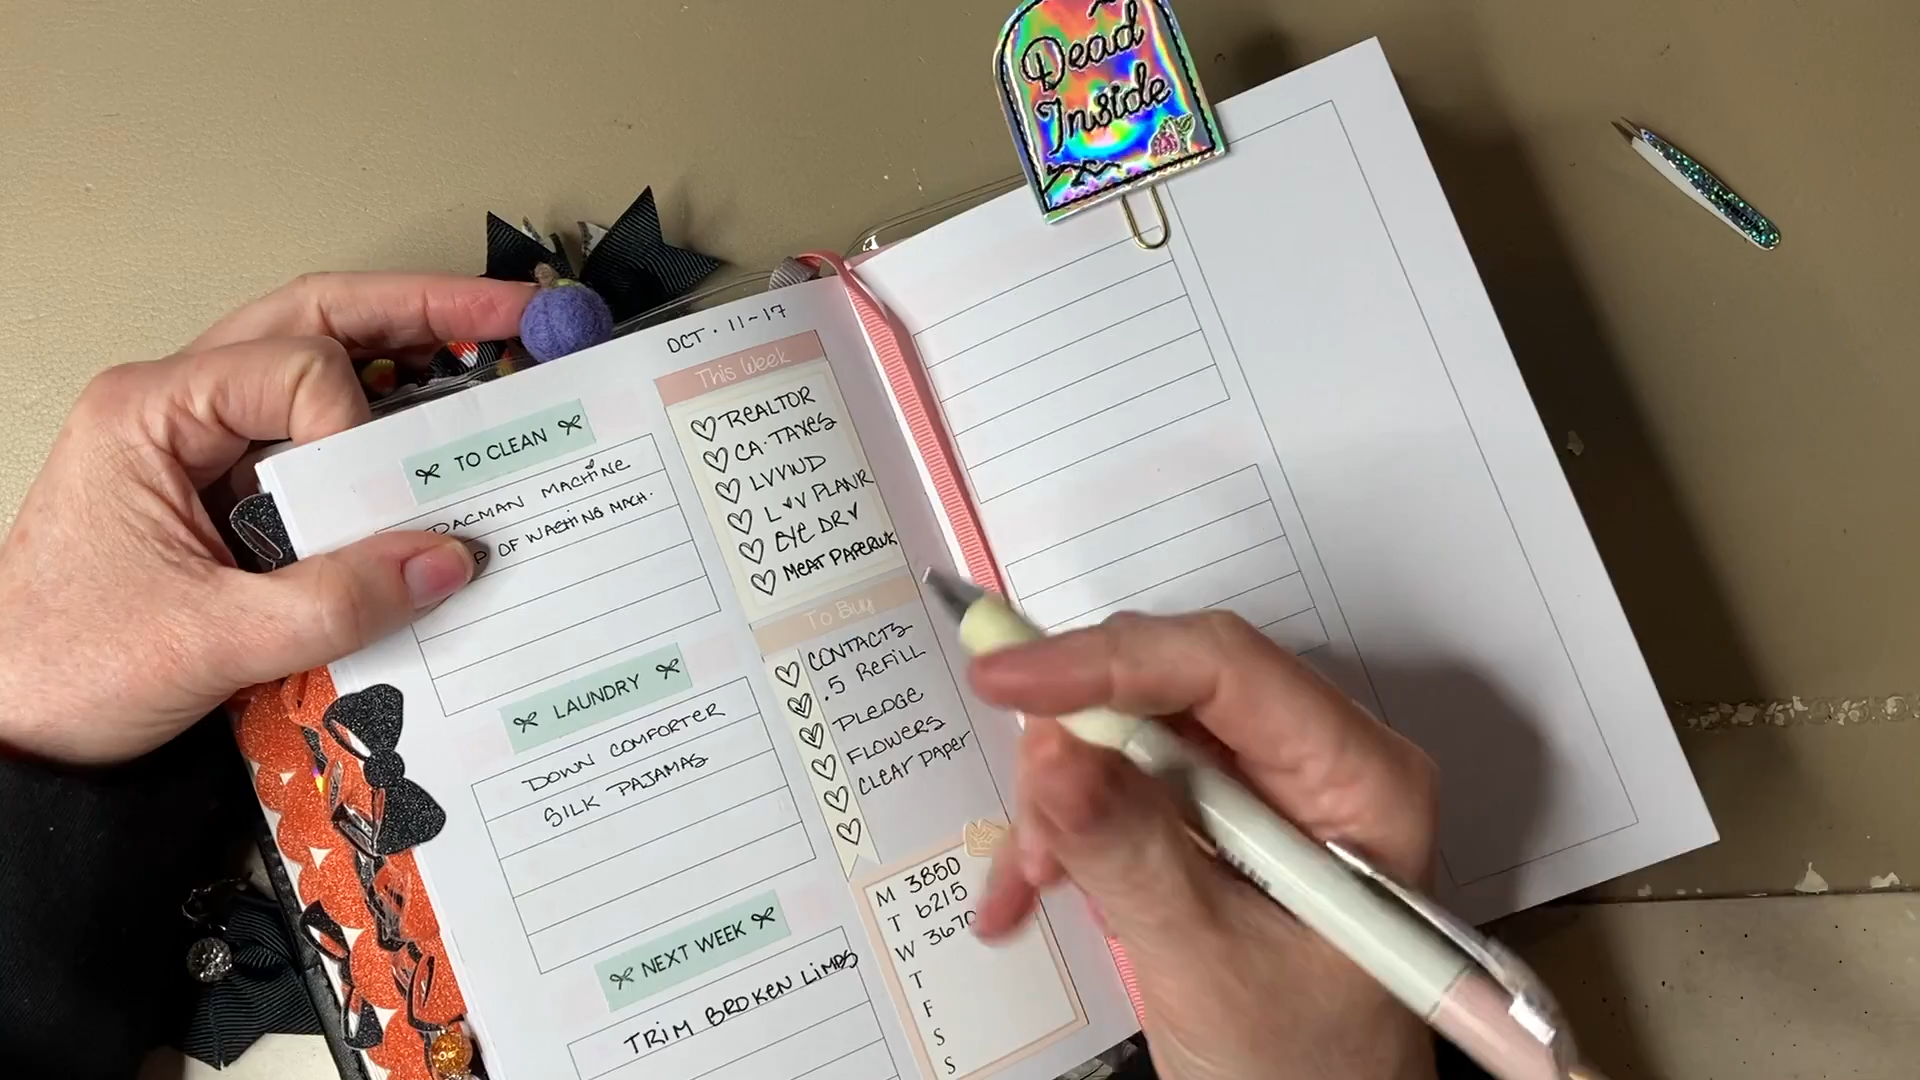 Dead
Inside
OCT. 11-17
TO CLEAN
PACMAN MACHINE
OF WASHING MACH.
LAUNDRY
DOWN COMFORTER
SILK PAJAMAS
NEXT WEEK
TRIM BROKEN LIMBS
This Week
REALTOR
CA. TAXES
LVVWD
L♥V PLANK
EYE DR
MEAT PAPERWK
To Buy
CONTACTS
.5 REFILL
PLEDGE
FLOWERS
CLEAR PAPER
M 3850
T 6215
W 3670
T
F
S
S